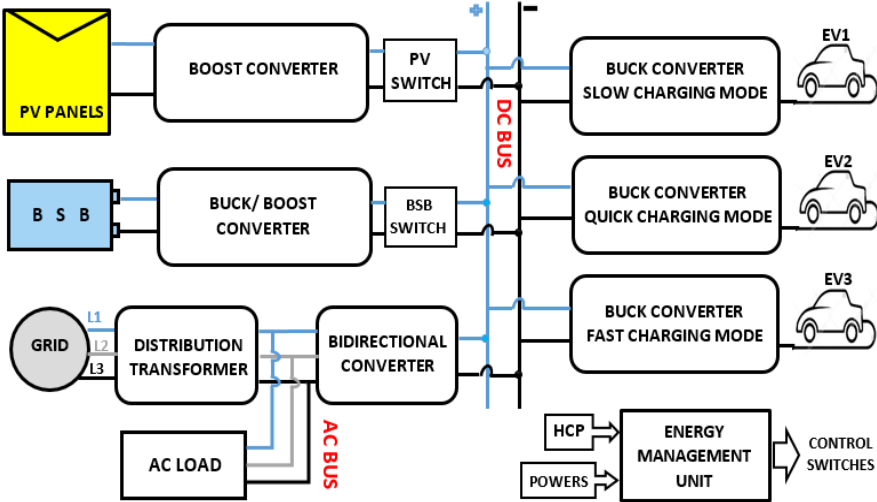 +
−
EV1
PV PANELS
BOOST CONVERTER
PV
SWITCH
BUCK CONVERTER
SLOW CHARGING MODE
DC BUS
EV2
B S B
BUCK/ BOOST
CONVERTER
BSB
SWITCH
BUCK CONVERTER
QUICK CHARGING MODE
EV3
GRID
L1
L2
L3
DISTRIBUTION
TRANSFORMER
BIDIRECTIONAL
CONVERTER
BUCK CONVERTER
FAST CHARGING MODE
AC LOAD
AC BUS
HCP
POWERS
ENERGY
MANAGEMENT
UNIT
CONTROL
SWITCHES